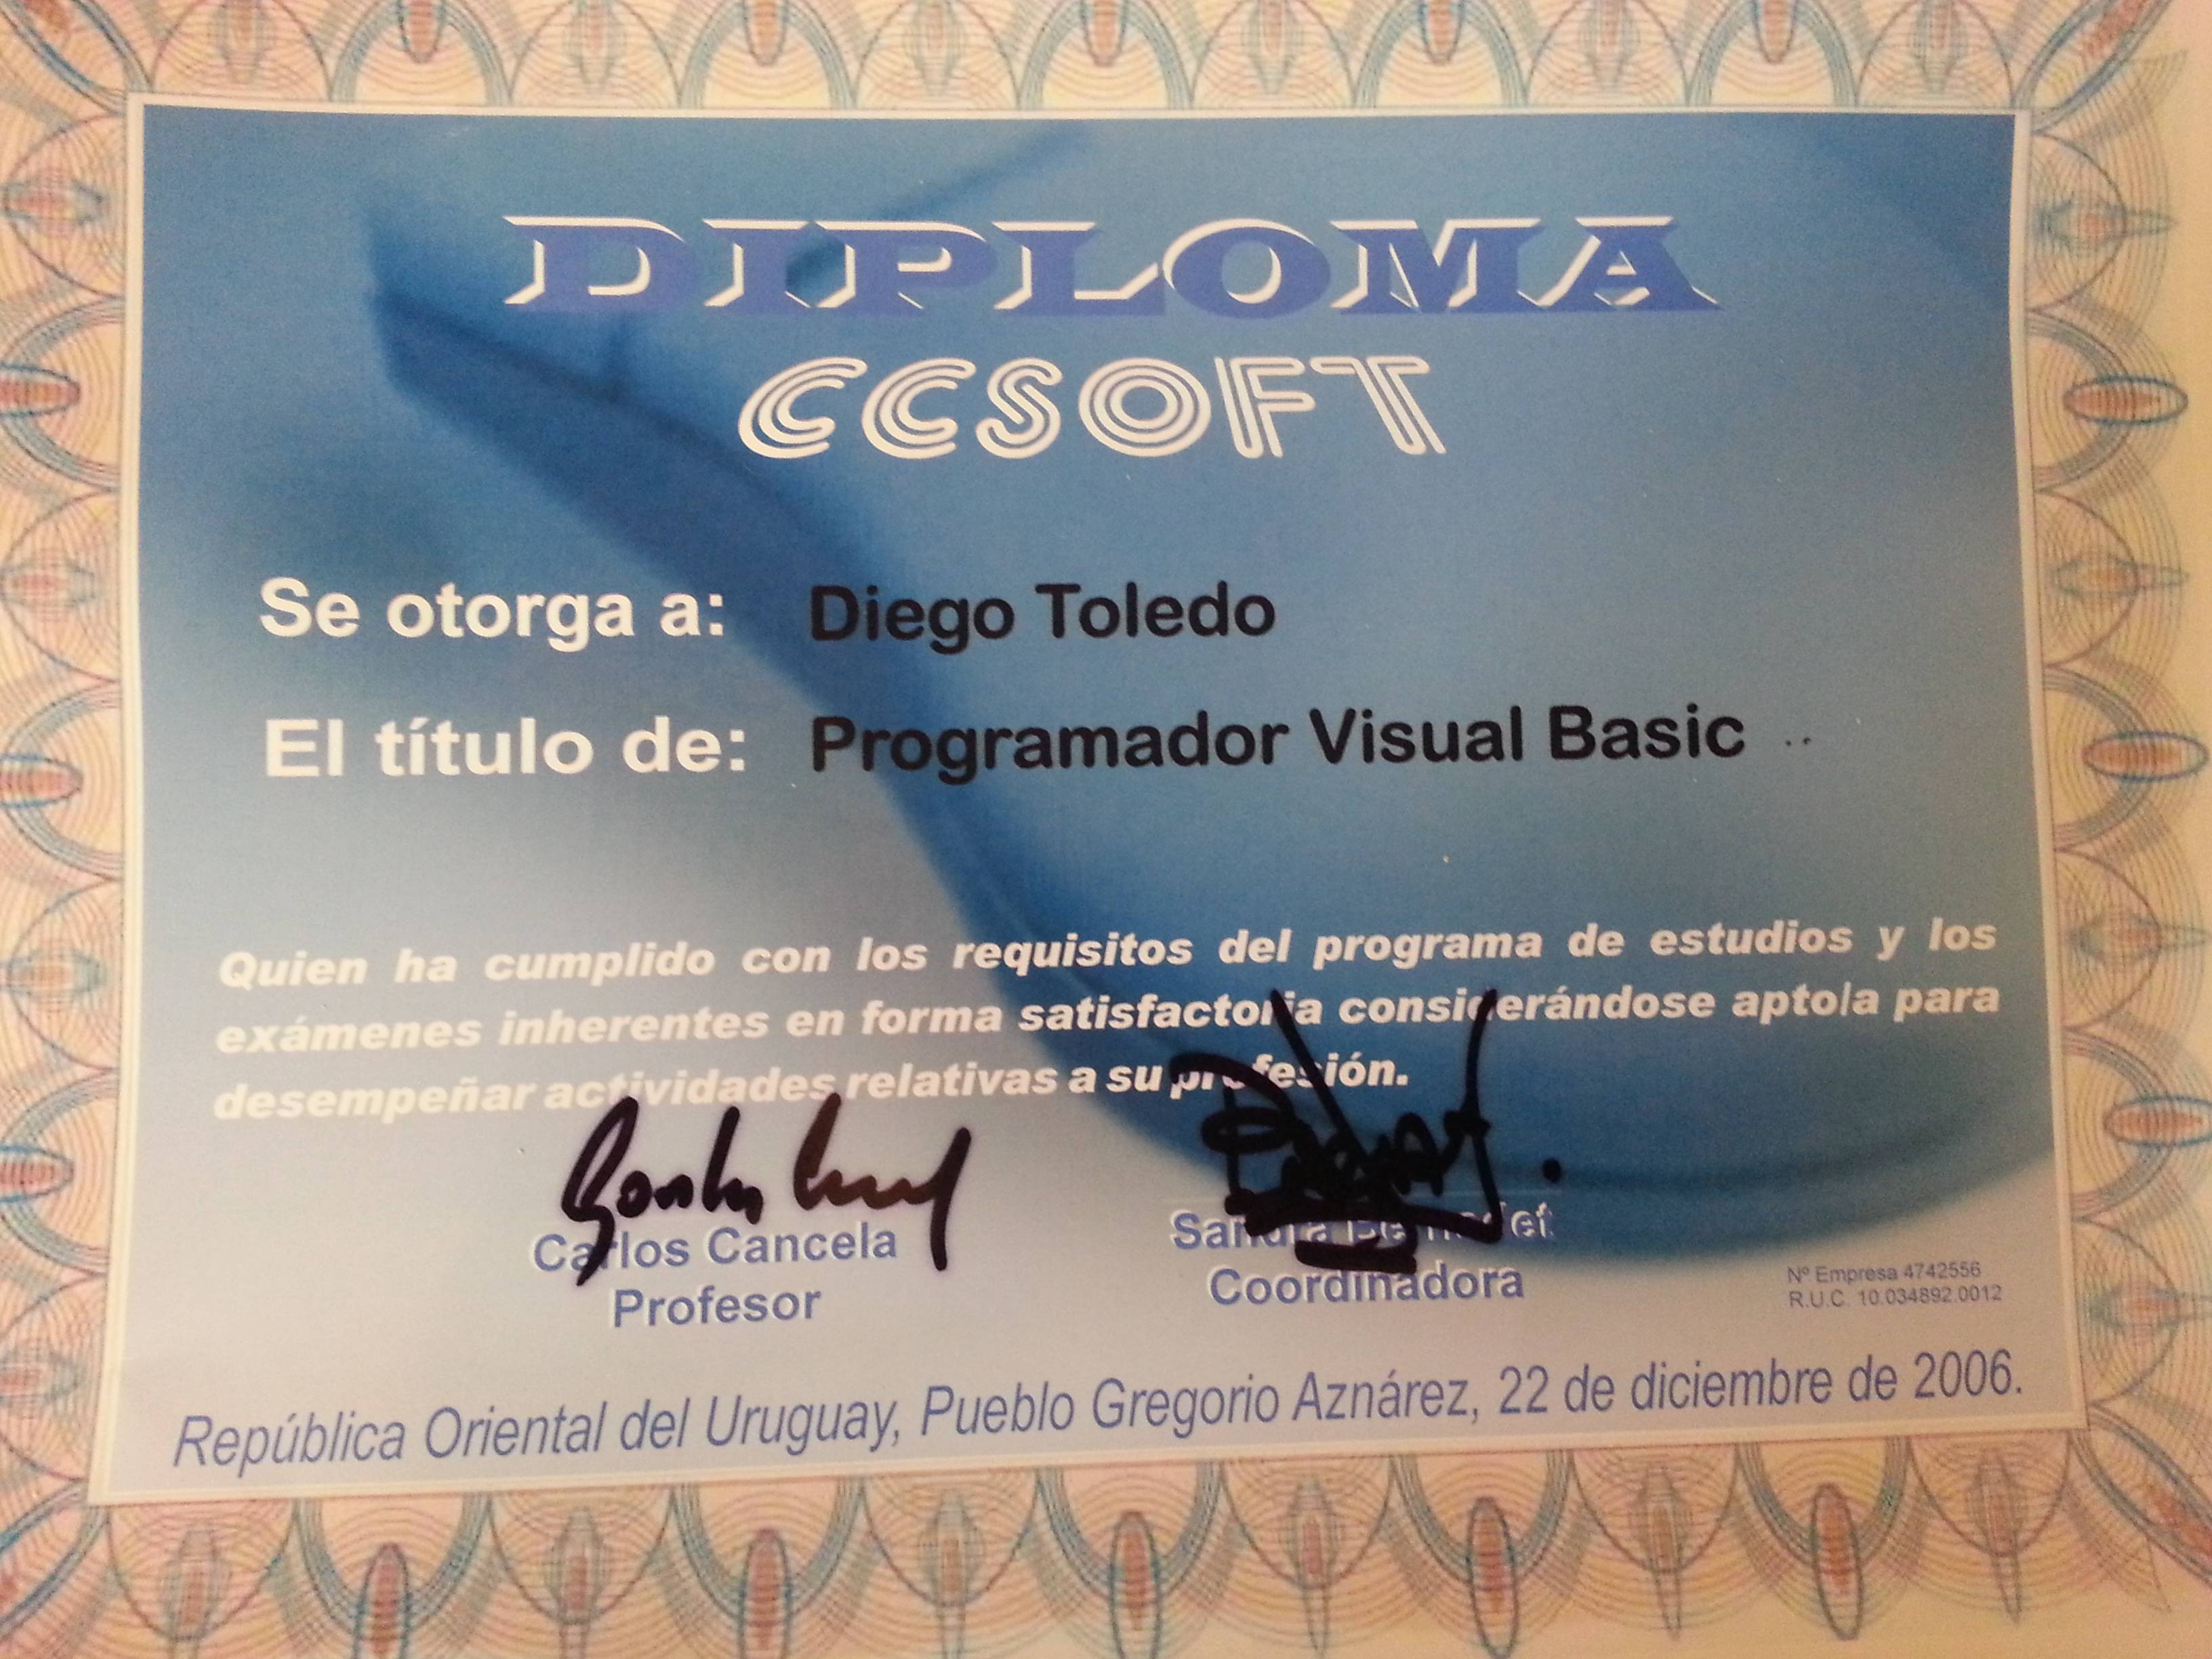 DIPLOMA
CCSOFT
Se otorga a: Diego Toledo
El título de: Programador Visual Basic ..
Quien ha cumplido con los requisitos del programa de estudios y los
exámenes inherentes en forma satisfactoria considerándose aptola para
desempeñar actividades relativas a su profesión.
Carlos Cancela
Profesor
Sandra
Coordinadora
Nº Empresa 4742556
R.U.C. 10.034892.0012
República Oriental del Uruguay, Pueblo Gregorio Aznárez, 22 de diciembre de 2006.